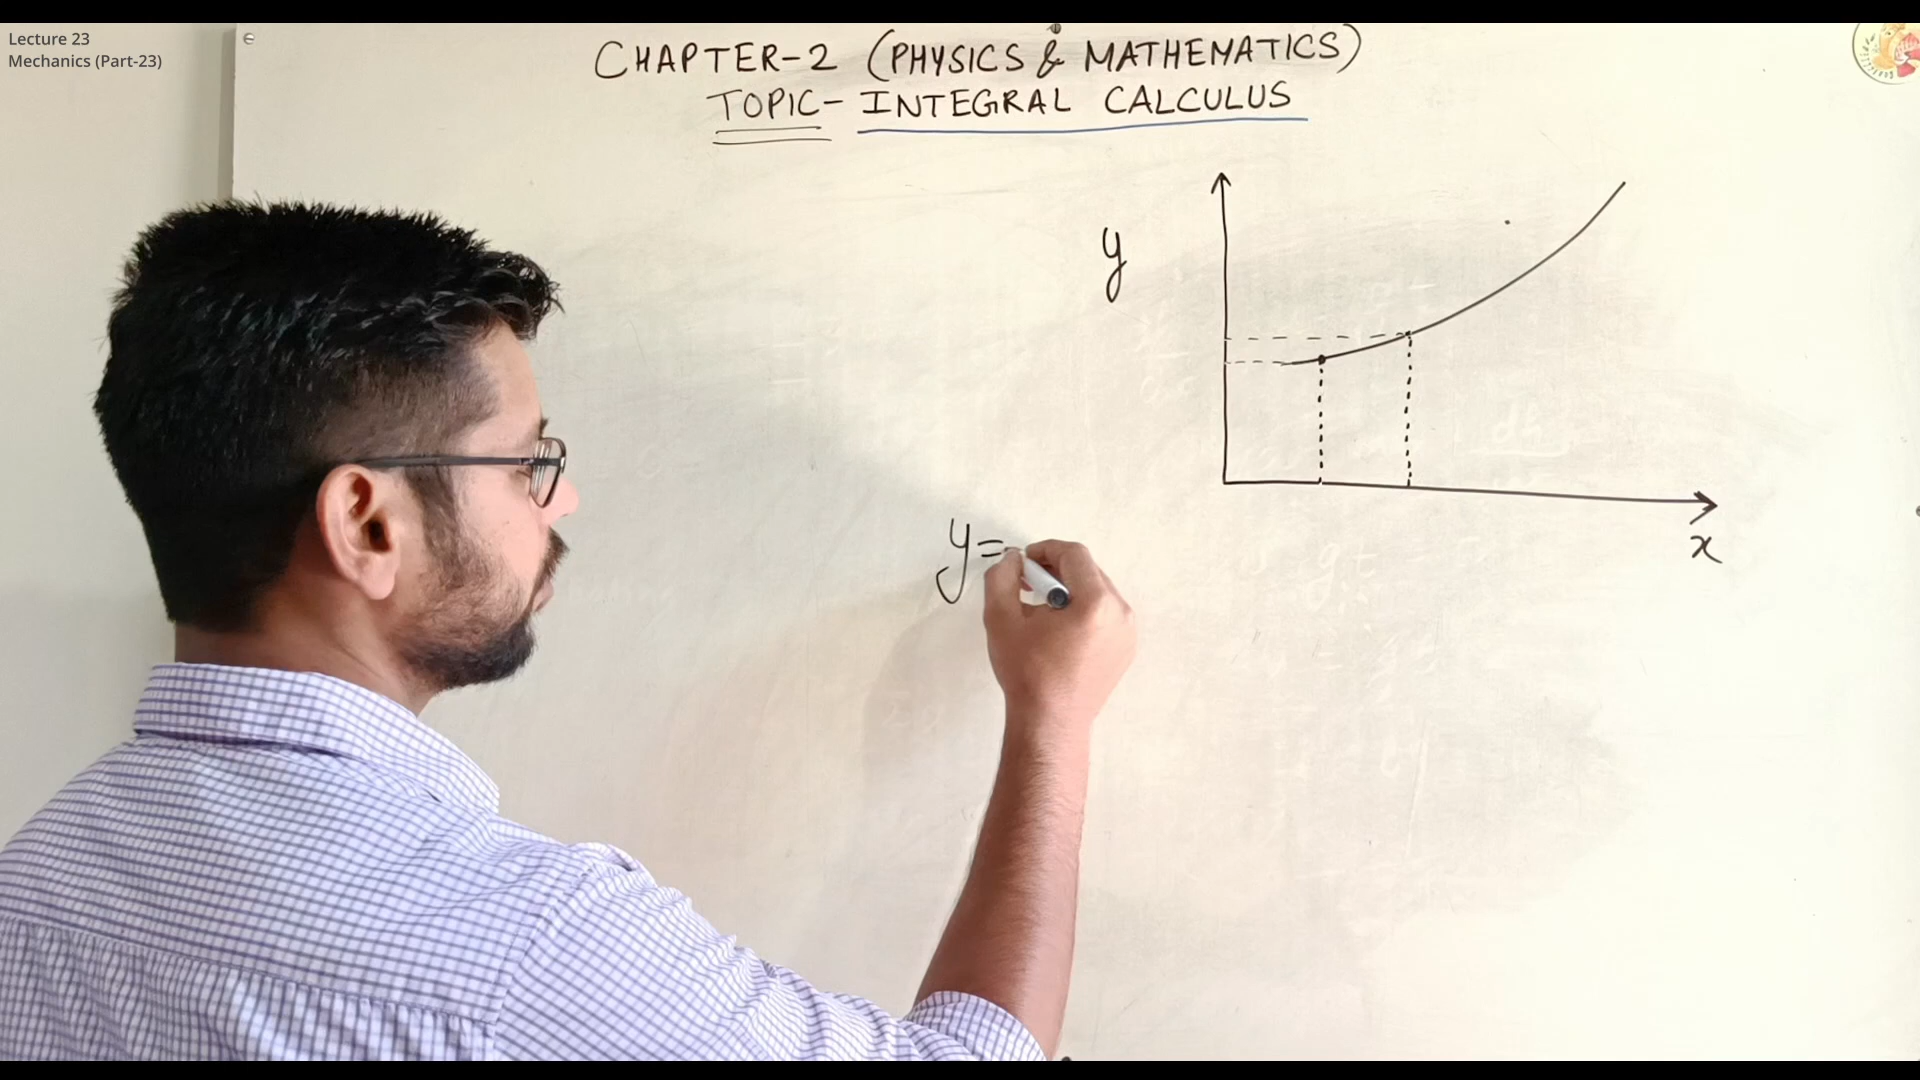 Lecture 23
Mechanics (Part-23)
CHAPTER-2 (PHYSICS & MATHEMATICS)
TOPIC- INTEGRAL CALCULUS
y
x
y=